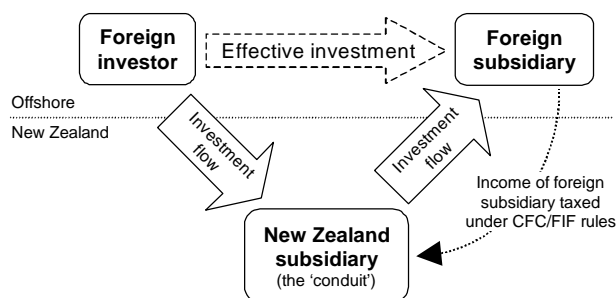 Foreign
investor
Effective investment
Foreign
subsidiary
Offshore
New Zealand
Investment
flow
Investment
flow
Income of foreign
subsidiary taxed
under CFC/FIF rules
New Zealand
subsidiary
(the ‘conduit’)